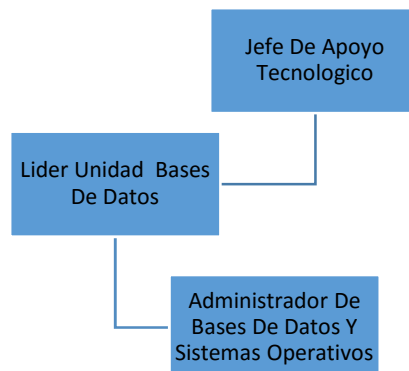 Jefe De Apoyo
Tecnologico
Lider Unidad Bases
De Datos
Administrador De
Bases De Datos Y
Sistemas Operativos